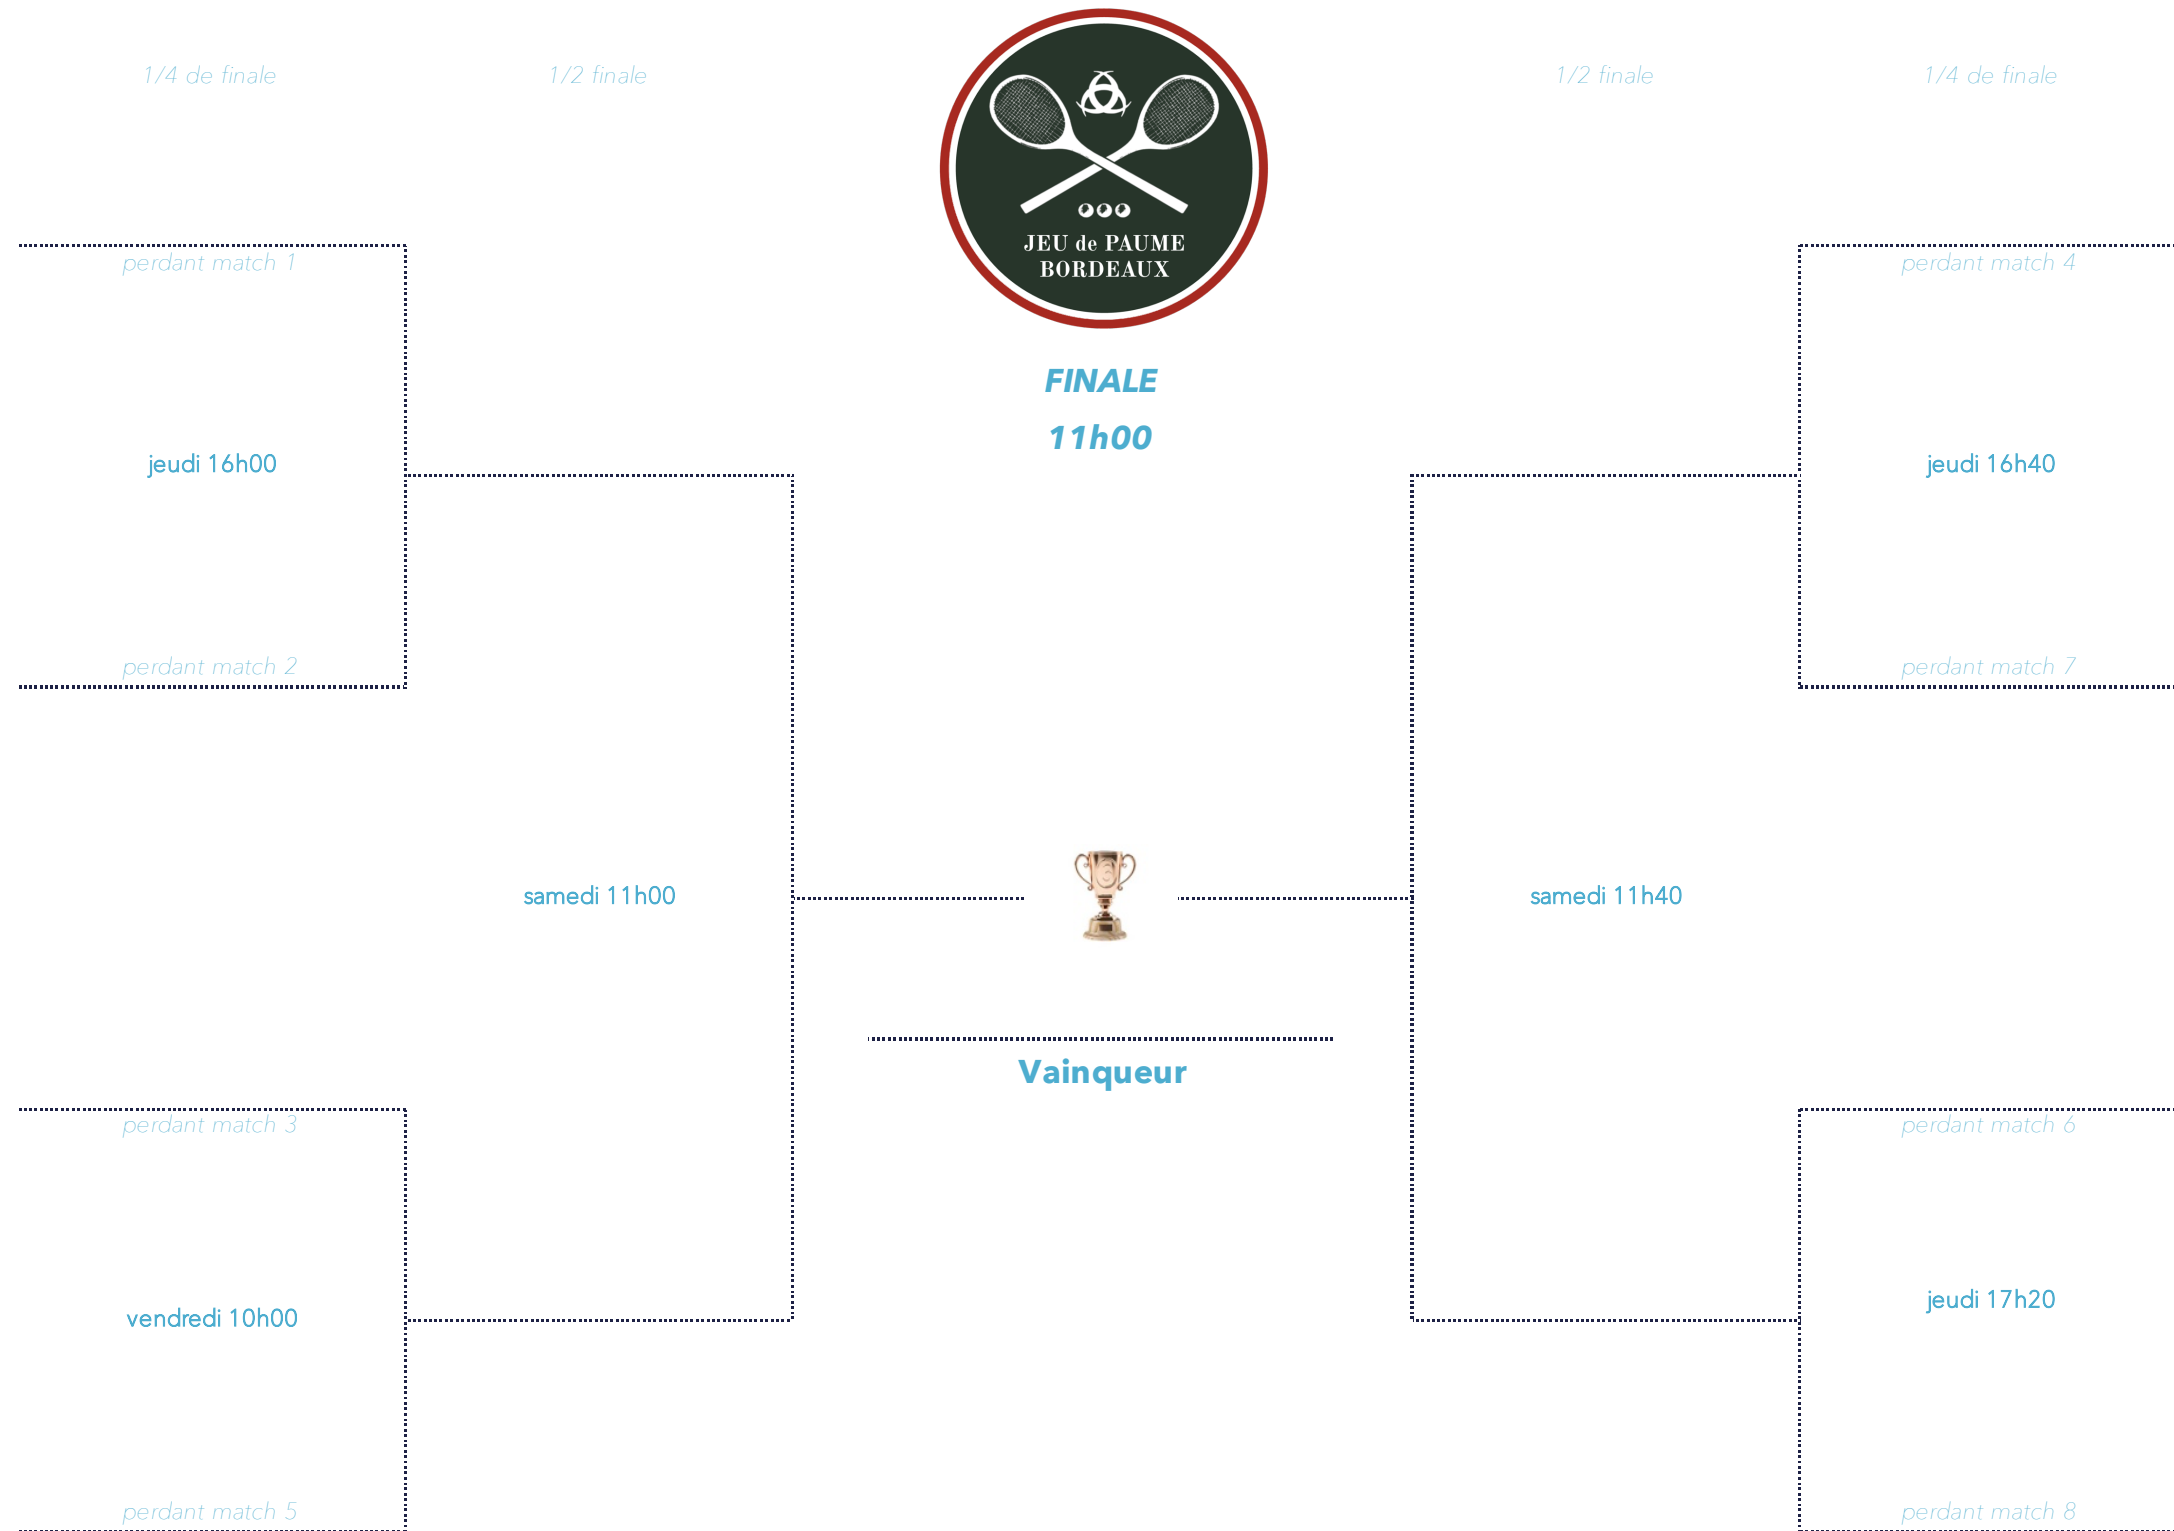 1/4 de finale
1/2 finale
1/2 finale
1/4 de finale
JEU de PAUME
BORDEAUX
perdant match 1
perdant match 4
FINALE
11h00
jeudi 16h00
jeudi 16h40
perdant match 2
perdant match 7
samedi 11h00
samedi 11h40
Vainqueur
perdant match 3
perdant match 6
vendredi 10h00
jeudi 17h20
perdant match 5
perdant match 8